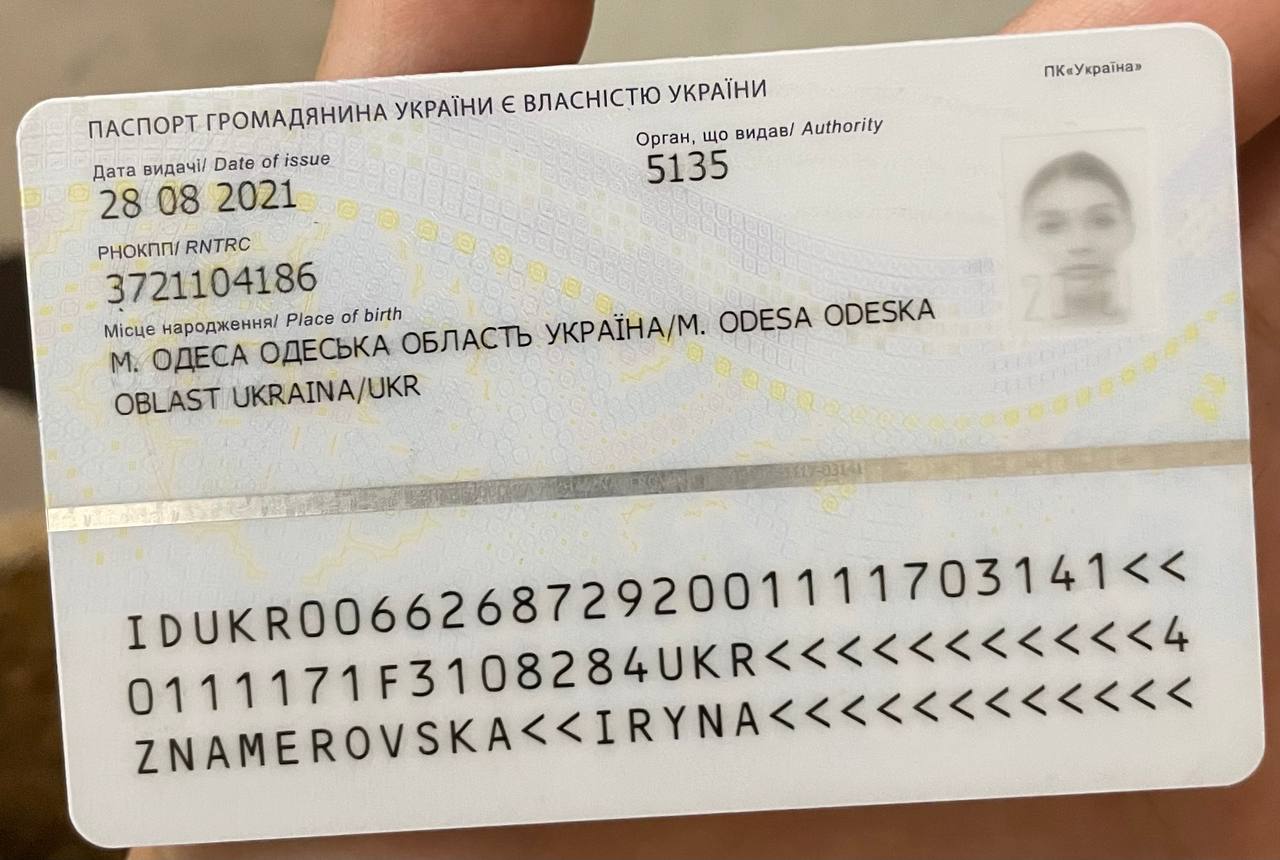 ПАСПОРТ ГРОМАДЯНИНА УКРАЇНИ Є ВЛАСНІСТЮ УКРАЇНИ
ПК«Україна»
Дата видачі/ Date of issue
28 08 2021
Орган, що видав/ Authority
5135
РНОКПП/ RNTRC
3721104186
Місце народження/ Place of birth
М. ОДЕСА ОДЕСЬКА ОБЛАСТЬ УКРАЇНА/M. ODESA ODESKA
OBLAST UKRAINA/UKR
IDUKR0066268729200111170 3141<<
0111171F3108284UKR<<<<<<<<<<<4
ZNAMEROVSKA<<IRYNA<<<<<<<<<<<<